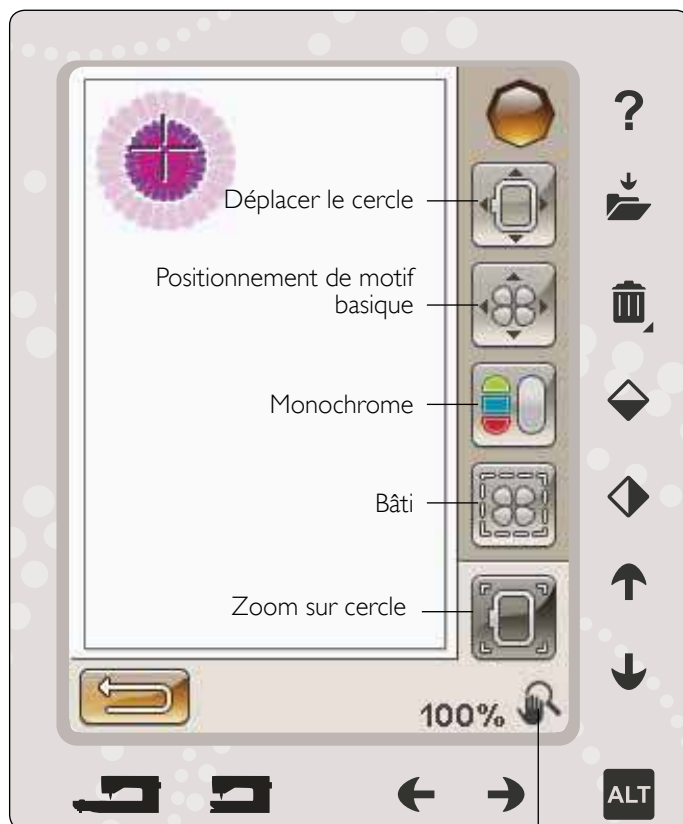 ?
Déplacer le cercle
Positionnement de motif
basique
Monochrome
Bâti
Zoom sur cercle
100%
ALT